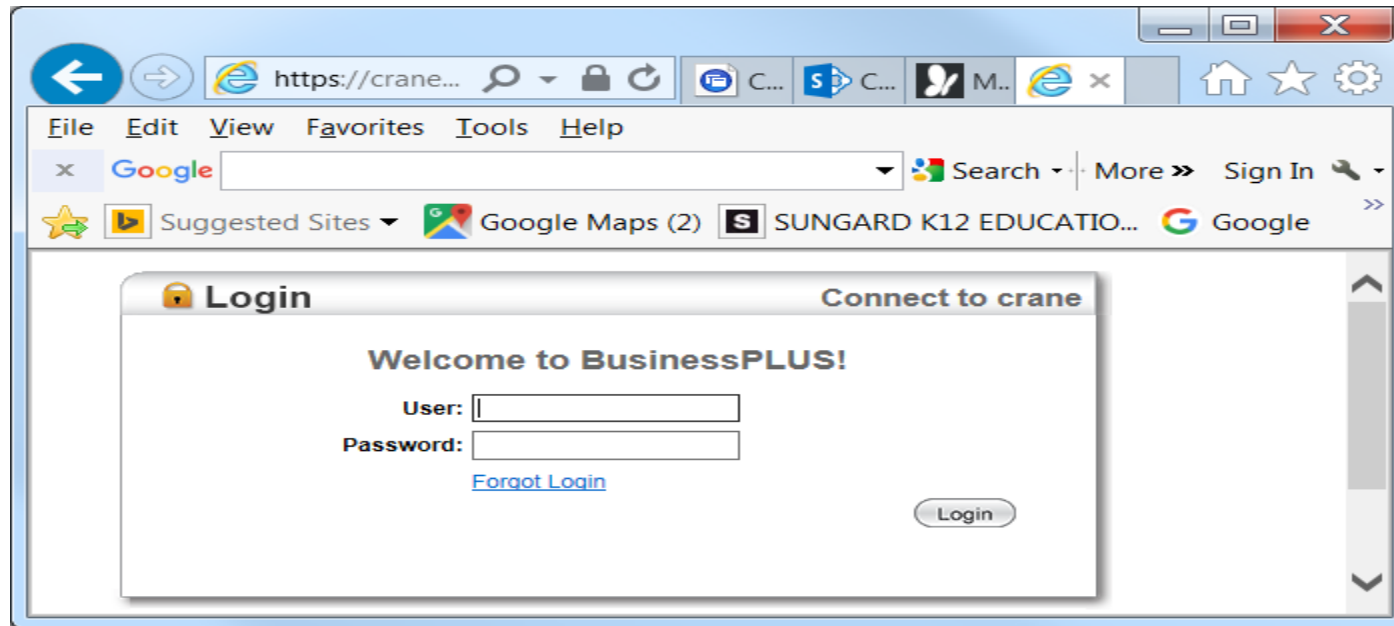 https://crane... C... C... M.. 
File Edit View Favorites Tools Help
Google Search More » Sign In
Suggested Sites Google Maps (2) SUNGARD K12 EDUCATIO... Google »
Login Connect to crane
Welcome to BusinessPLUS!
User:
Password:
Forgot Login
Login